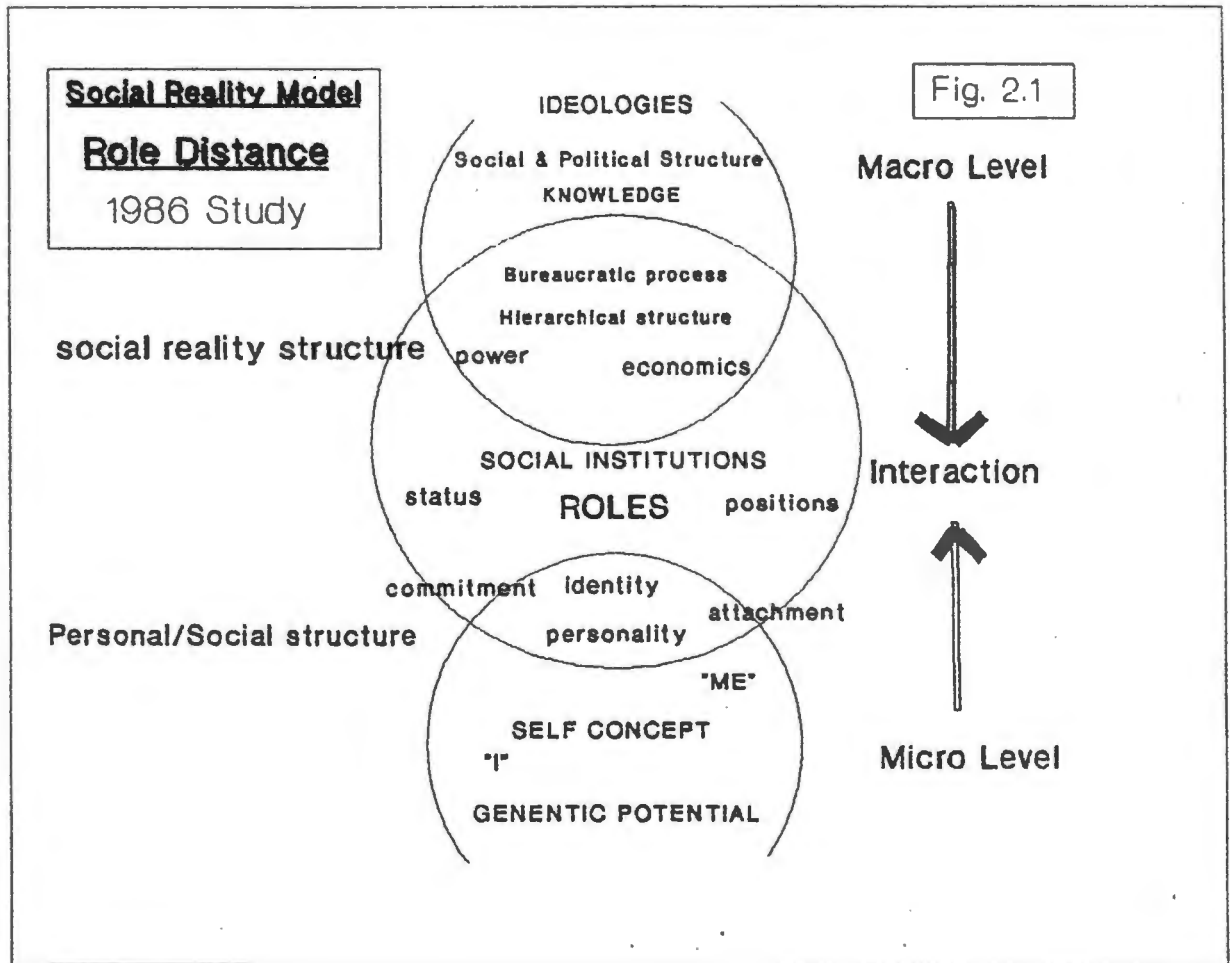 Social Reality Model
Role Distance
1986 Study
Fig. 2.1
IDEOLOGIES
Social & Political Structure
KNOWLEDGE
Macro Level
Bureaucratic process
Hierarchical structure
social reality structure
power
economics
SOCIAL INSTITUTIONS
Interaction
status
ROLES
positions
commitment
identity
attachment
Personal/Social structure
personality
"ME"
SELF CONCEPT
"I"
Micro Level
GENENTIC POTENTIAL